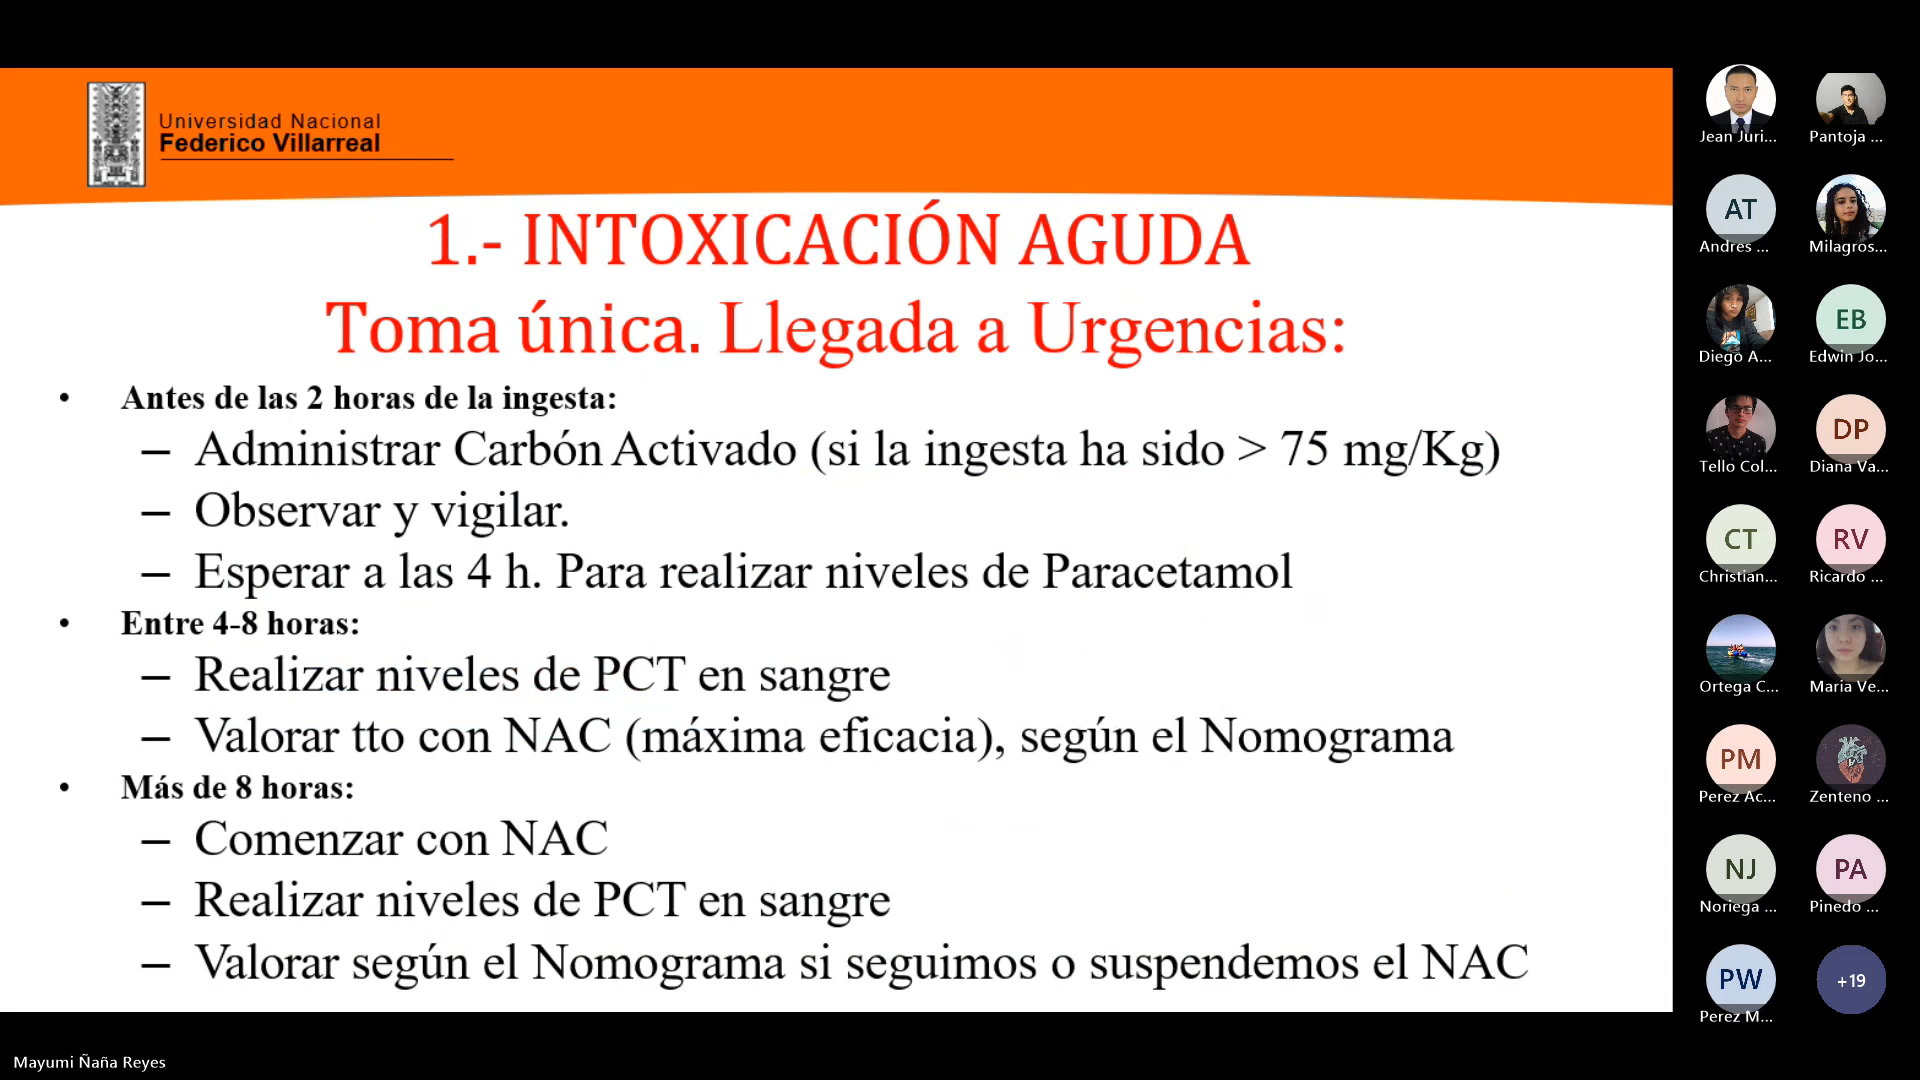 Universidad Nacional
Federico Villarreal
1.- INTOXICACIÓN AGUDA
Toma única. Llegada a Urgencias:
• Antes de las 2 horas de la ingesta:
– Administrar Carbón Activado (si la ingesta ha sido > 75 mg/Kg)
– Observar y vigilar.
– Esperar a las 4 h. Para realizar niveles de Paracetamol
• Entre 4-8 horas:
– Realizar niveles de PCT en sangre
– Valorar tto con NAC (máxima eficacia), según el Nomograma
• Más de 8 horas:
– Comenzar con NAC
– Realizar niveles de PCT en sangre
– Valorar según el Nomograma si seguimos o suspendemos el NAC
Jean Juri...
Pantoja ...
AT
Andres ...
Milagros...
Diego A...
EB
Edwin Jo...
Tello Col...
DP
Diana Va...
CT
Christian...
RV
Ricardo ...
Ortega C...
Maria Ve...
PM
Perez Ac...
Zenteno ...
NJ
Noriega ...
PA
Pinedo ...
PW
Perez M...
+19
Mayumi Ñaña Reyes